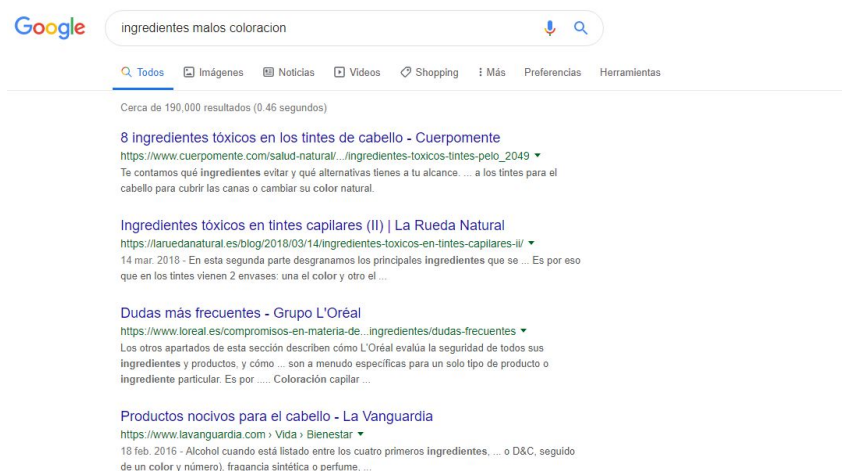 Google
ingredientes malos coloracion
Todos Imágenes Noticias Videos Shopping Más Preferencias Herramientas
Cerca de 190,000 resultados (0.46 segundos)
8 ingredientes tóxicos en los tintes de cabello - Cuerpomente
https://www.cuerpomente.com/salud-natural/.../ingredientes-toxicos-tintes-pelo_2049
Te contamos qué ingredientes evitar y qué alternativas tienes a tu alcance. ... a los tintes para el
cabello para cubrir las canas o cambiar su color natural.
Ingredientes tóxicos en tintes capilares (II) | La Rueda Natural
https://laruedanatural.es/blog/2018/03/14/ingredientes-toxicos-en-tintes-capilares-ii/
14 mar. 2018 - En esta segunda parte desgranamos los principales ingredientes que se ... Es por eso
que en los tintes vienen 2 envases: una el color y otro el ...
Dudas más frecuentes - Grupo L'Oréal
https://www.loreal.es/compromisos-en-materia-de...ingredientes/dudas-frecuentes
Los otros apartados de esta sección describen cómo L'Oréal evalúa la seguridad de todos sus
ingredientes y productos, y cómo ... son a menudo específicas para un solo tipo de producto o
ingrediente particular. Es por ..... Coloración capilar ...
Productos nocivos para el cabello - La Vanguardia
https://www.lavanguardia.com › Vida › Bienestar
18 feb. 2016 - Alcohol cuando está listado entre los cuatro primeros ingredientes, ... o D&C, seguido
de un color y número), fragancia sintética o perfume, ...